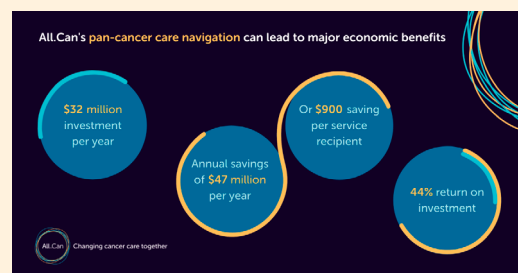 All.Can's pan-cancer care navigation can lead to major economic benefits
$32 million
investment
per year
Annual savings
of $47 million
per year
Or $900 saving
per service
recipient
44% return on
investment
All.Can
Changing cancer care together